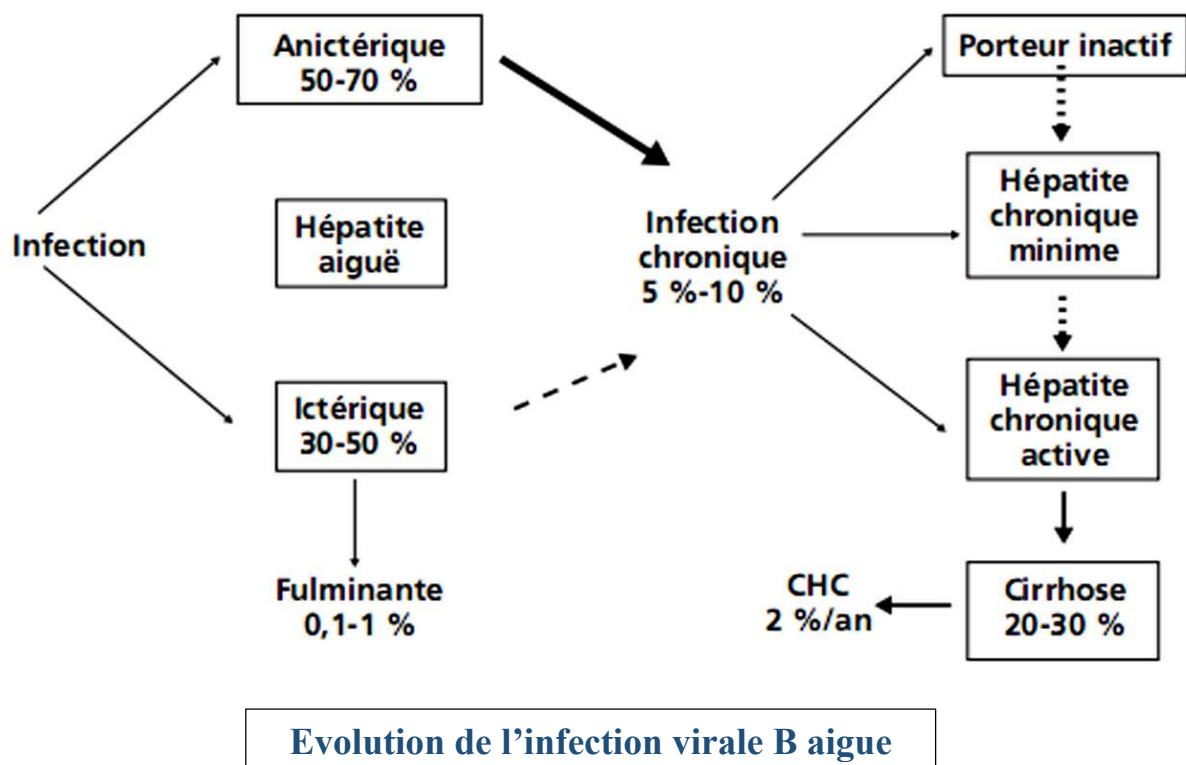 Anictérique
50-70 %
Porteur inactif
Infection
Hépatite
aiguë
Infection
chronique
5 %-10 %
Hépatite
chronique
minime
Ictérique
30-50 %
Hépatite
chronique
active
Fulminante
0,1-1 %
CHC
2 %/an
Cirrhose
20-30 %
Evolution de l’infection virale B aigue